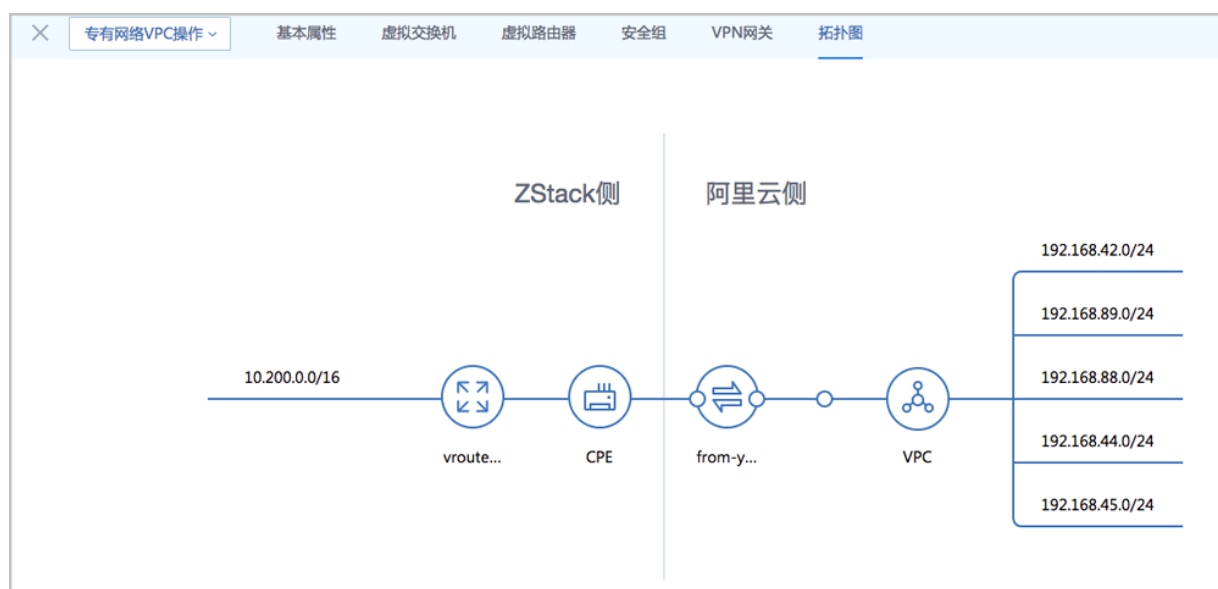 专有网络VPC操作 基本属性 虚拟交换机 虚拟路由器 安全组 VPN网关 拓扑图
ZStack侧 阿里云侧
192.168.42.0/24
192.168.89.0/24
10.200.0.0/16 192.168.88.0/24
192.168.44.0/24
vroute... CPE from-y... VPC
192.168.45.0/24